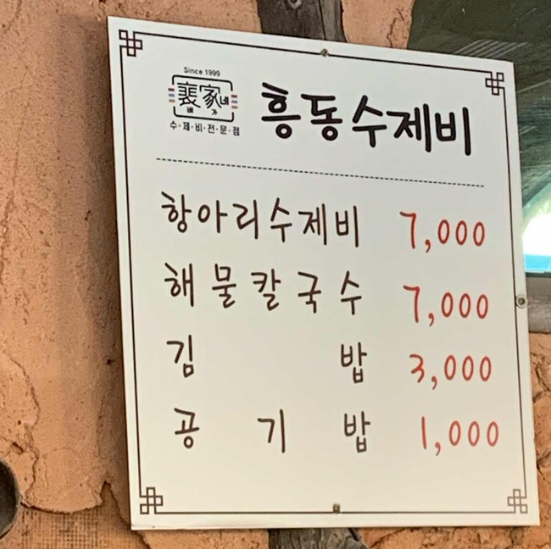 Since 1999
裵家네
배가
수·제·비·전·문·점
흥동수제비
항아리수제비 7,000
해물칼국수 7,000
김밥 3,000
공기밥 1,000